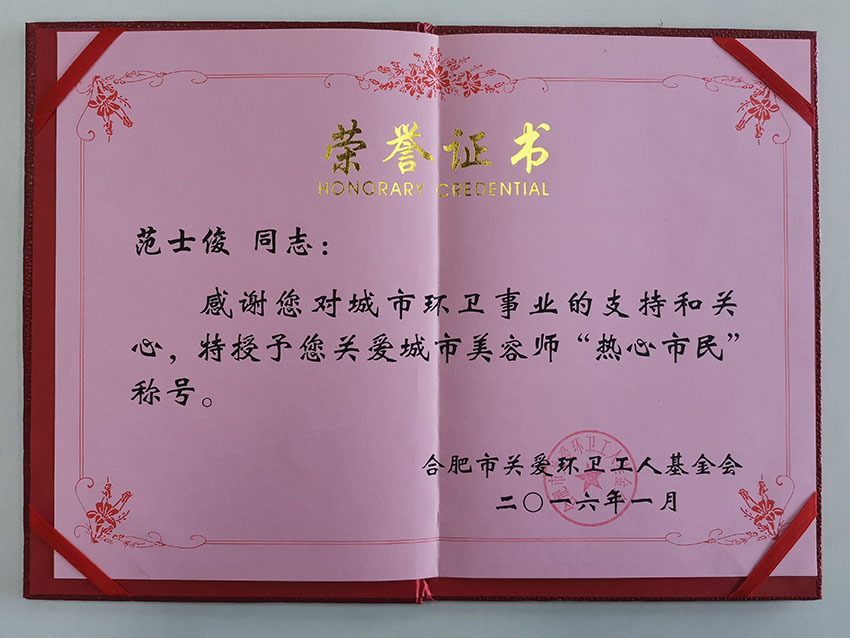 荣誉证书
HONORARY CREDENTIAL
范士俊 同志：
感谢您对城市环卫事业的支持和关
心，特授予您关爱城市美容师“热心市民”
称号。
合肥市关爱环卫工人基金会
二〇一六年一月